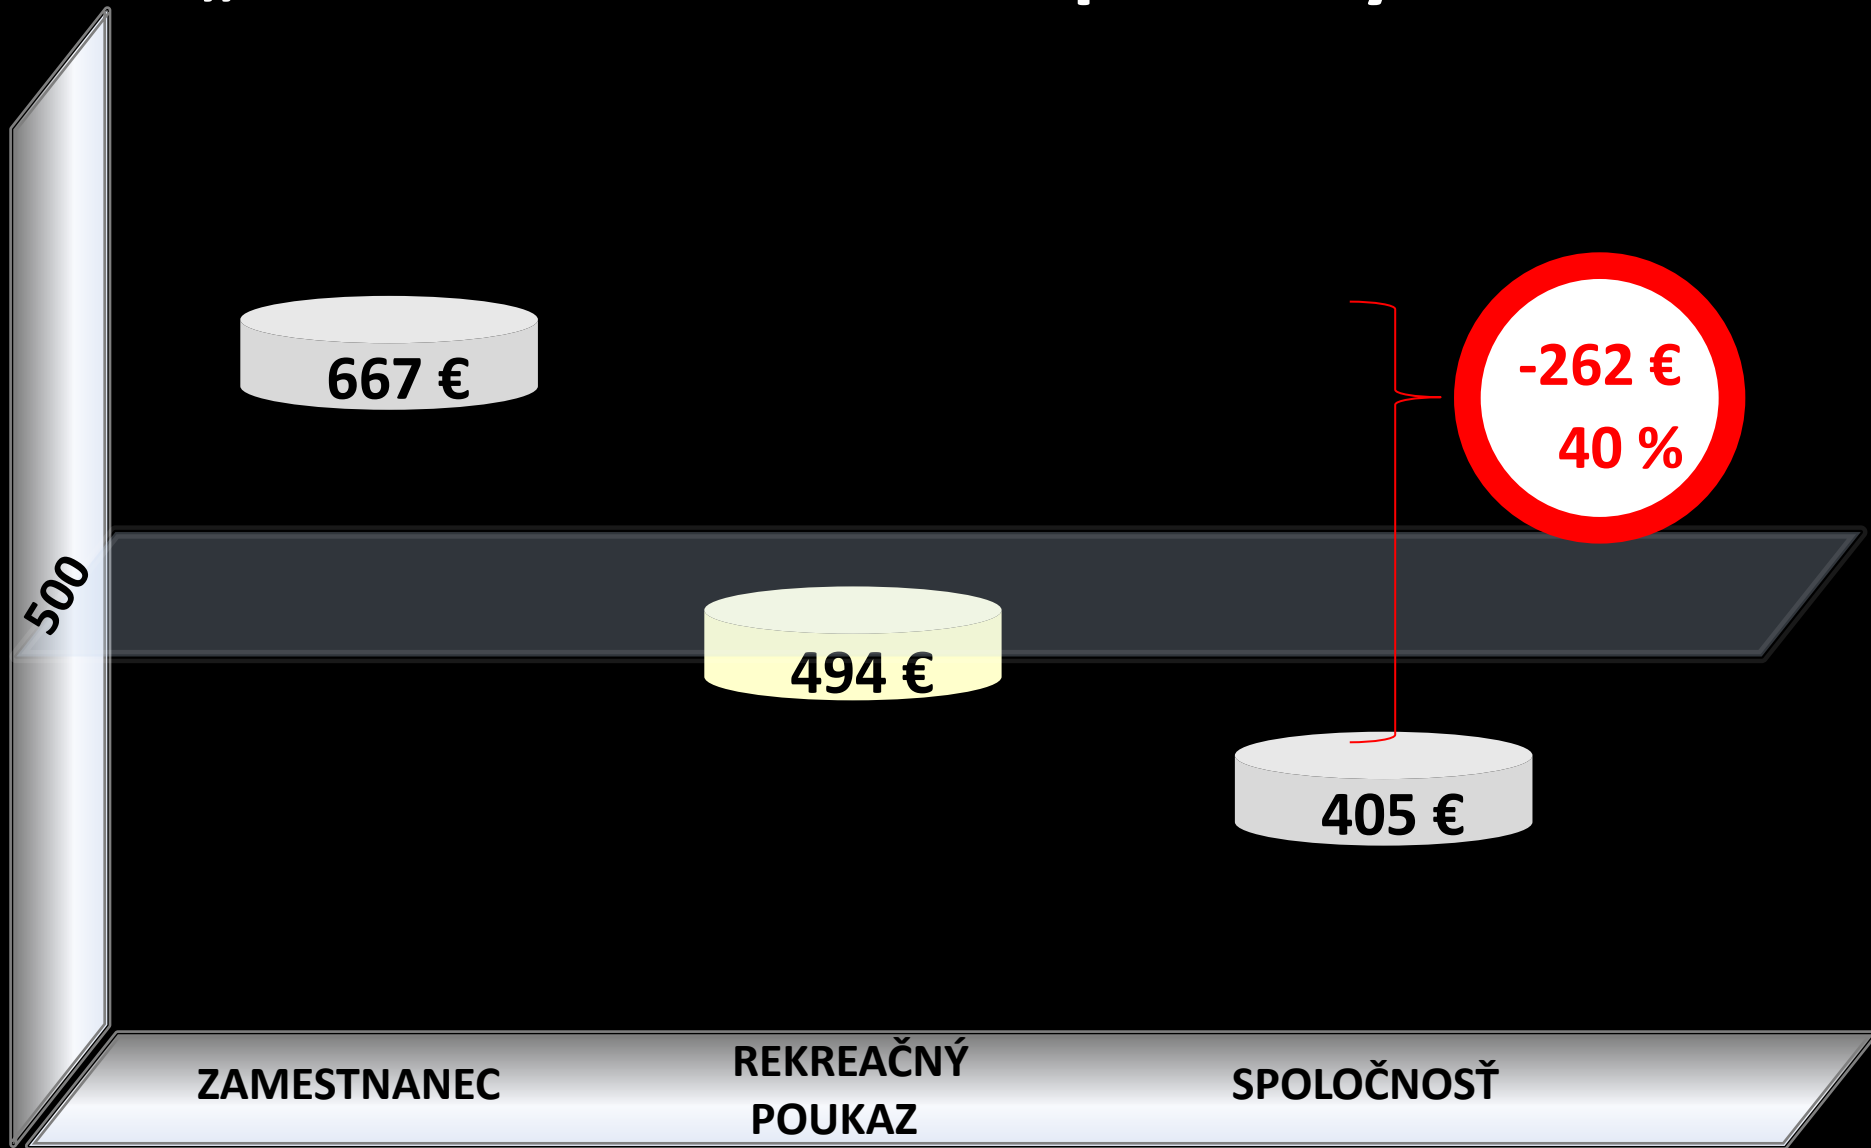 667 €
-262 €
40 %
500
494 €
405 €
ZAMESTNANEC
REKREAČNÝ
POUKAZ
SPOLOČNOSŤ